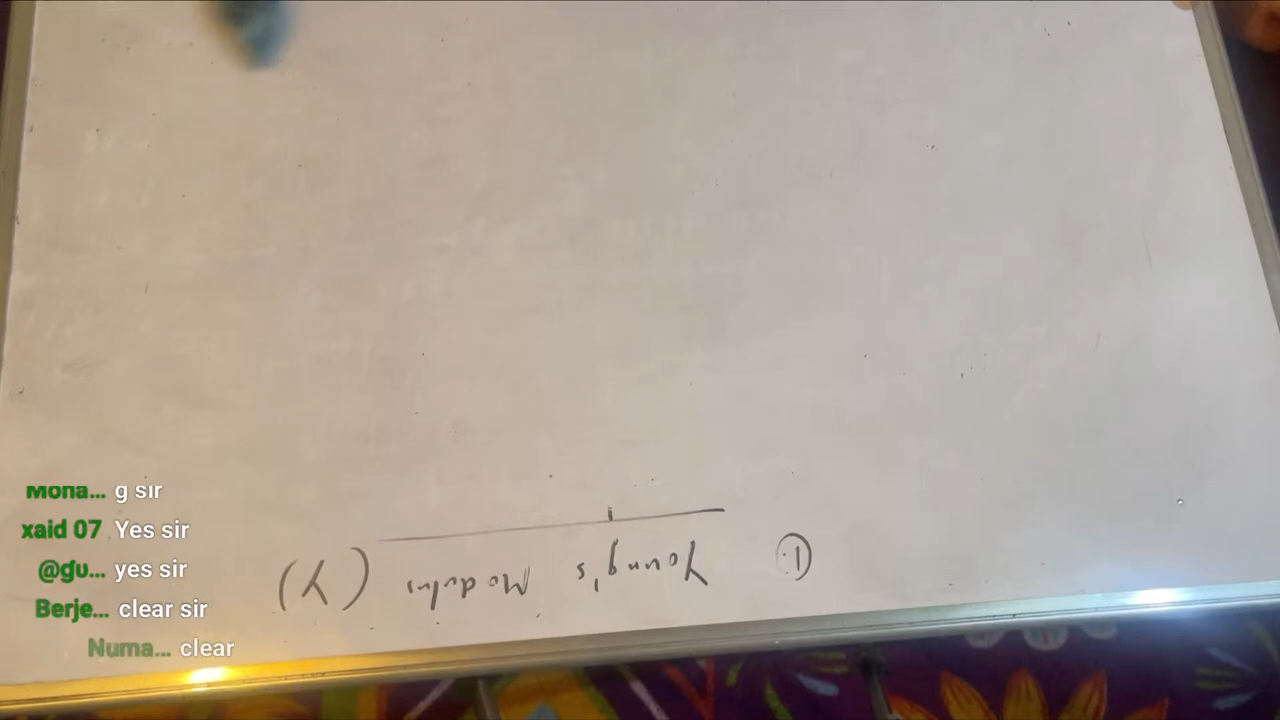 ① Young's Modulus (Y)
Mona... g sir
xaid 07 Yes sir
@gu... yes sir
Berje... clear sir
Numa... clear